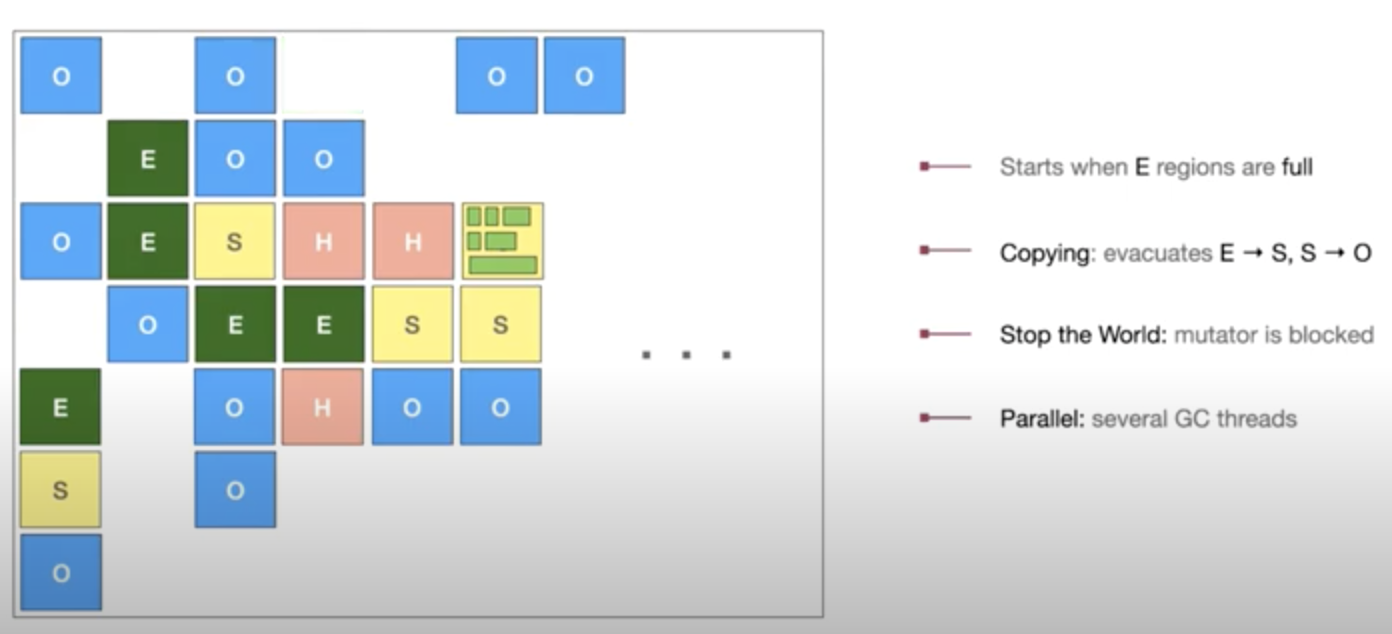 O O O O
E O O
O E S H H
O E E S S
E O H O O
S O
O
. . .
Starts when E regions are full
Copying: evacuates E → S, S → O
Stop the World: mutator is blocked
Parallel: several GC threads